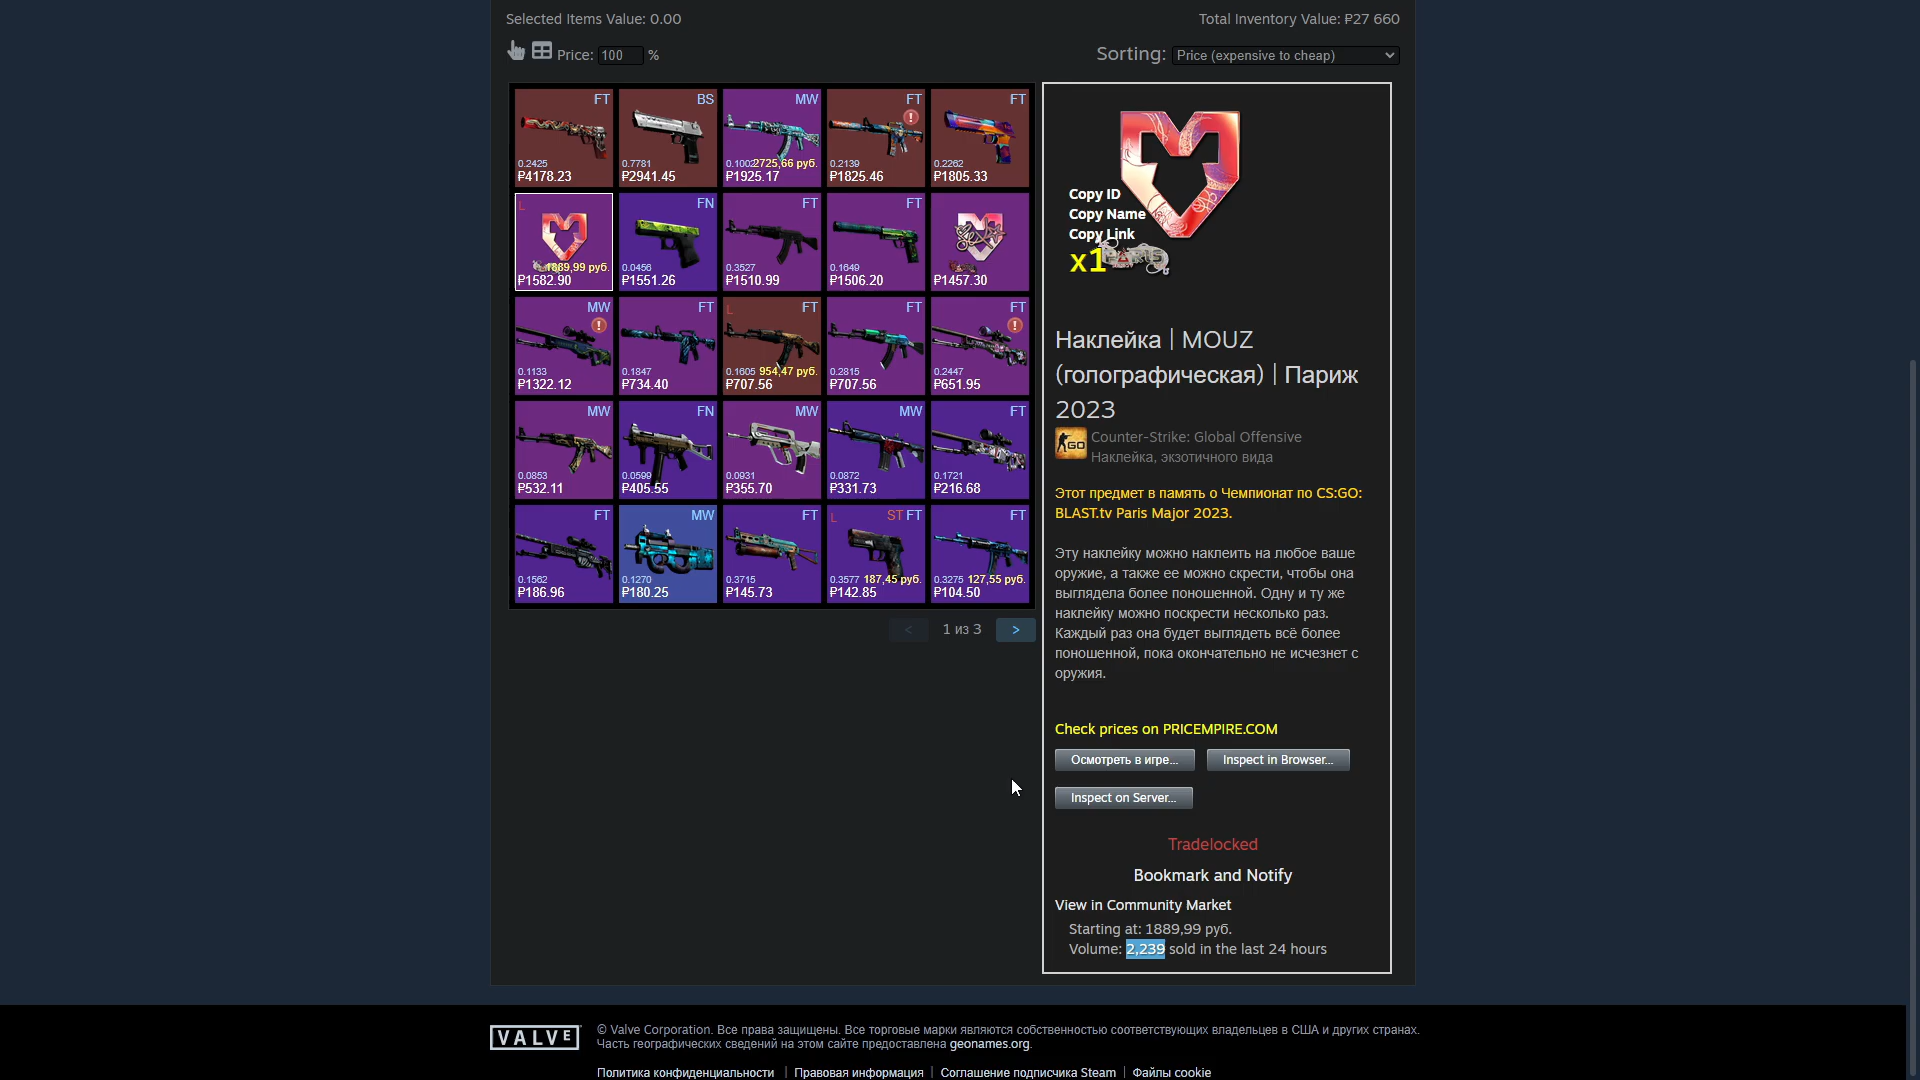 Selected Items Value: 0.00
Total Inventory Value: ₽27 660
Price: 100 %
Sorting: Price (expensive to cheap)
FT
0.2425
₽4178.23
BS
0.7781
₽2941.45
MW
0.1002 2725,66 руб.
₽1925.17
FT
0.2139
₽1825.46
FT
0.2262
₽1805.33
L
1889,99 руб.
₽1582.90
FN
0.0456
₽1551.26
FT
0.3527
₽1510.99
FT
0.1649
₽1506.20
₽1457.30
MW
0.1133
₽1322.12
FT
0.1847
₽734.40
L FT
0.1605 954,47 руб.
₽707.56
FT
0.2815
₽707.56
FT
0.2447
₽651.95
MW
0.0853
₽532.11
FN
0.0599
₽405.55
MW
0.0931
₽355.70
MW
0.0872
₽331.73
FT
0.1721
₽216.68
FT
0.1562
₽186.96
MW
0.1270
₽180.25
FT
0.3715
₽145.73
L ST FT
0.3577 187,45 руб.
₽142.85
FT
0.3275 127,55 руб.
₽104.50
< 1 из 3 >
Copy ID
Copy Name
Copy Link
x1
PARIS
Наклейка | MOUZ
(голографическая) | Париж
2023
GO
Counter-Strike: Global Offensive
Наклейка, экзотичного вида
Этот предмет в память о Чемпионат по CS:GO:
BLAST.tv Paris Major 2023.
Эту наклейку можно наклеить на любое ваше
оружие, а также ее можно скрести, чтобы она
выглядела более поношенной. Одну и ту же
наклейку можно поскрести несколько раз.
Каждый раз она будет выглядеть всё более
поношенной, пока окончательно не исчезнет с
оружия.
Check prices on PRICEMPIRE.COM
Осмотреть в игре...
Inspect in Browser...
Inspect on Server...
Tradelocked
Bookmark and Notify
View in Community Market
Starting at: 1889,99 руб.
Volume: 2,239 sold in the last 24 hours
VALVE
© Valve Corporation. Все права защищены. Все торговые марки являются собственностью соответствующих владельцев в США и других странах.
Часть географических сведений на этом сайте предоставлена geonames.org.
Политика конфиденциальности | Правовая информация | Соглашение подписчика Steam | Файлы cookie